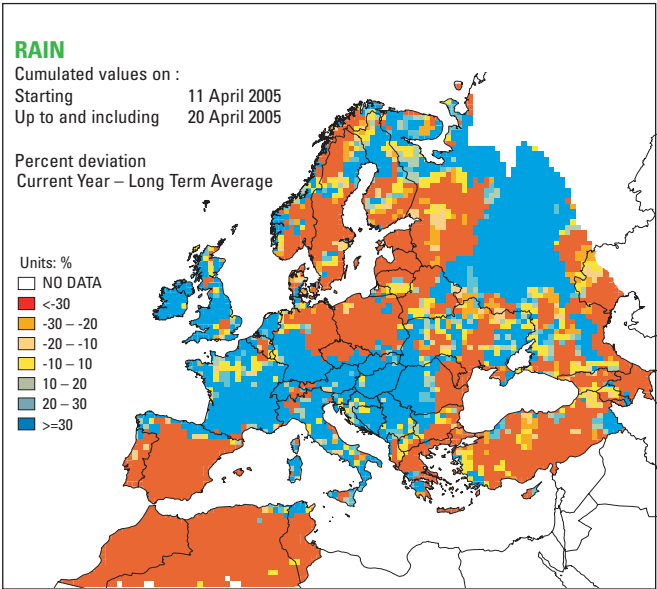 RAIN
Cumulated values on :
Starting 11 April 2005
Up to and including 20 April 2005
Percent deviation
Current Year – Long Term Average
Units: %
NO DATA
<-30
-30 – -20
-20 – -10
-10 – 10
10 – 20
20 – 30
>=30